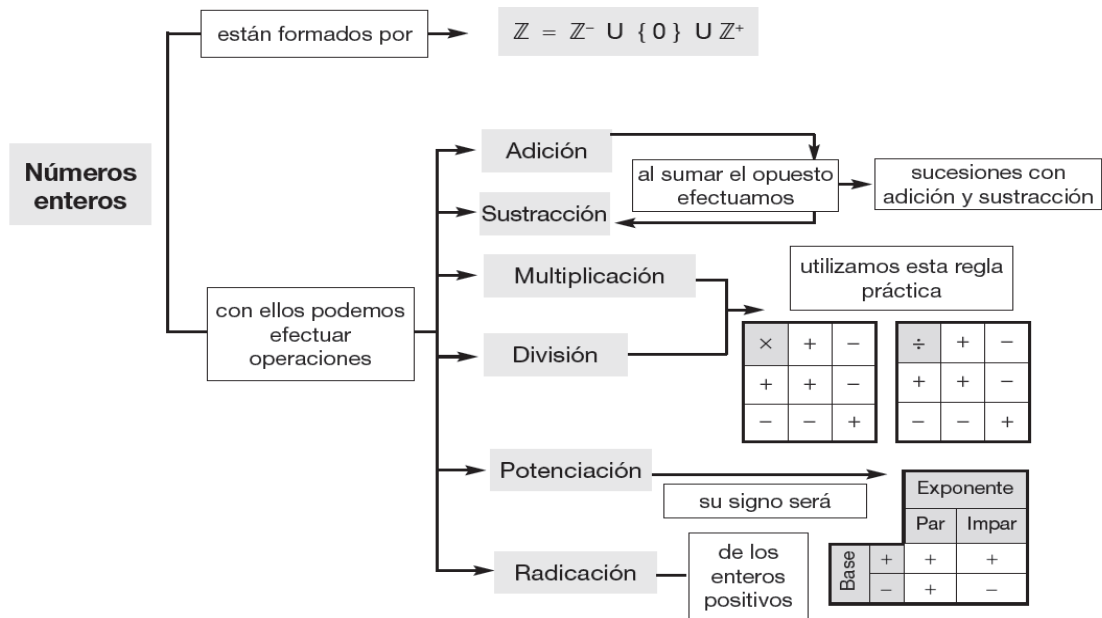 están formados por
ℤ = ℤ⁻ U { 0 } U ℤ⁺
Números
enteros
con ellos podemos
efectuar
operaciones
Adición
Sustracción
al sumar el opuesto
efectuamos
sucesiones con
adición y sustracción
Multiplicación
División
utilizamos esta regla
práctica
× + −
+ + −
− − +
÷ + −
+ + −
− − +
Potenciación
su signo será
Exponente
Par Impar
Base
+ + +
− + −
Radicación
de los
enteros
positivos